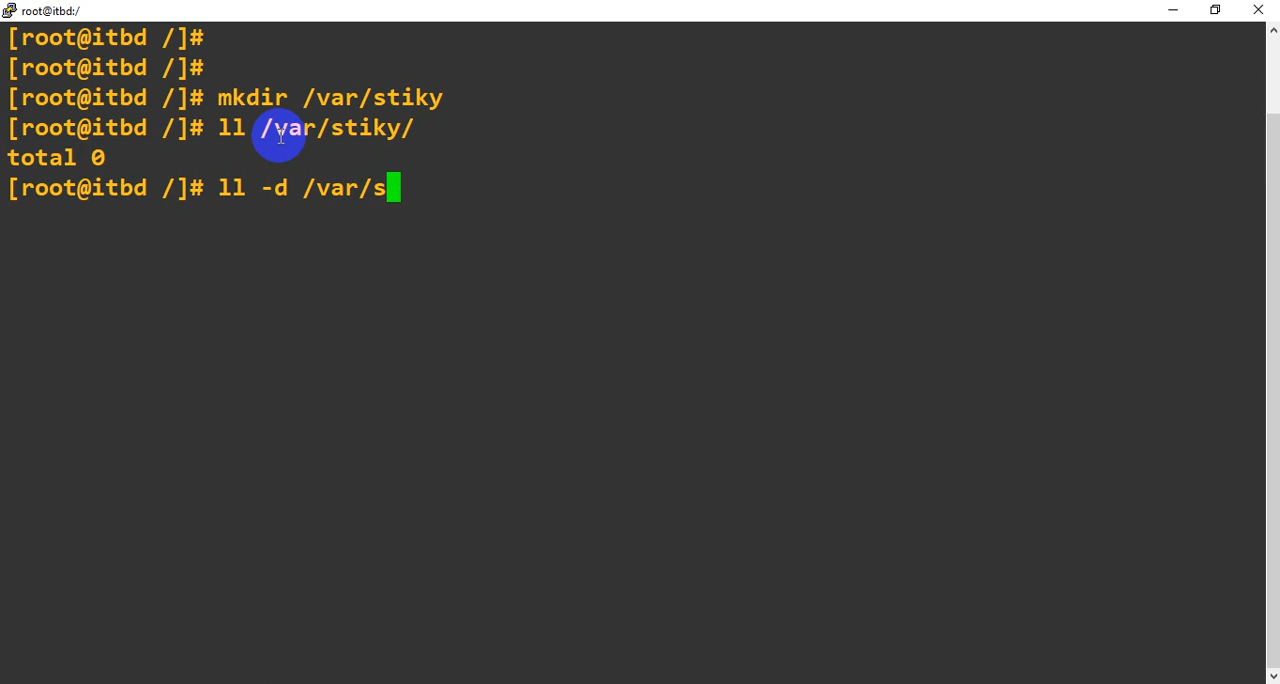 root@itbd:/
[root@itbd /]#
[root@itbd /]#
[root@itbd /]# mkdir /var/stiky
[root@itbd /]# ll /var/stiky/
total 0
[root@itbd /]# ll -d /var/s